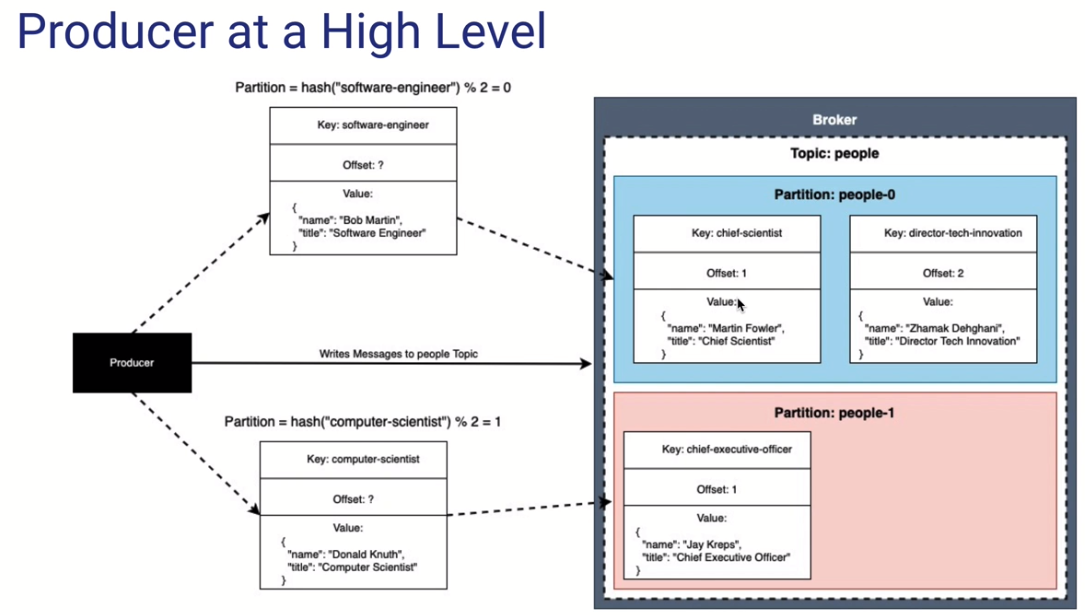 Producer at a High Level
Partition = hash("software-engineer") % 2 = 0
Key: software-engineer
Offset: ?
Value:
{
"name": "Bob Martin",
"title": "Software Engineer"
}
Producer
Writes Messages to people Topic
Partition = hash("computer-scientist") % 2 = 1
Key: computer-scientist
Offset: ?
Value:
{
"name": "Donald Knuth",
"title": "Computer Scientist"
}
Broker
Topic: people
Partition: people-0
Key: chief-scientist
Offset: 1
Value:
{
"name": "Martin Fowler",
"title": "Chief Scientist"
}
Key: director-tech-innovation
Offset: 2
Value:
{
"name": "Zhamak Dehghani",
"title": "Director Tech Innovation"
}
Partition: people-1
Key: chief-executive-officer
Offset: 1
Value:
{
"name": "Jay Kreps",
"title": "Chief Executive Officer"
}